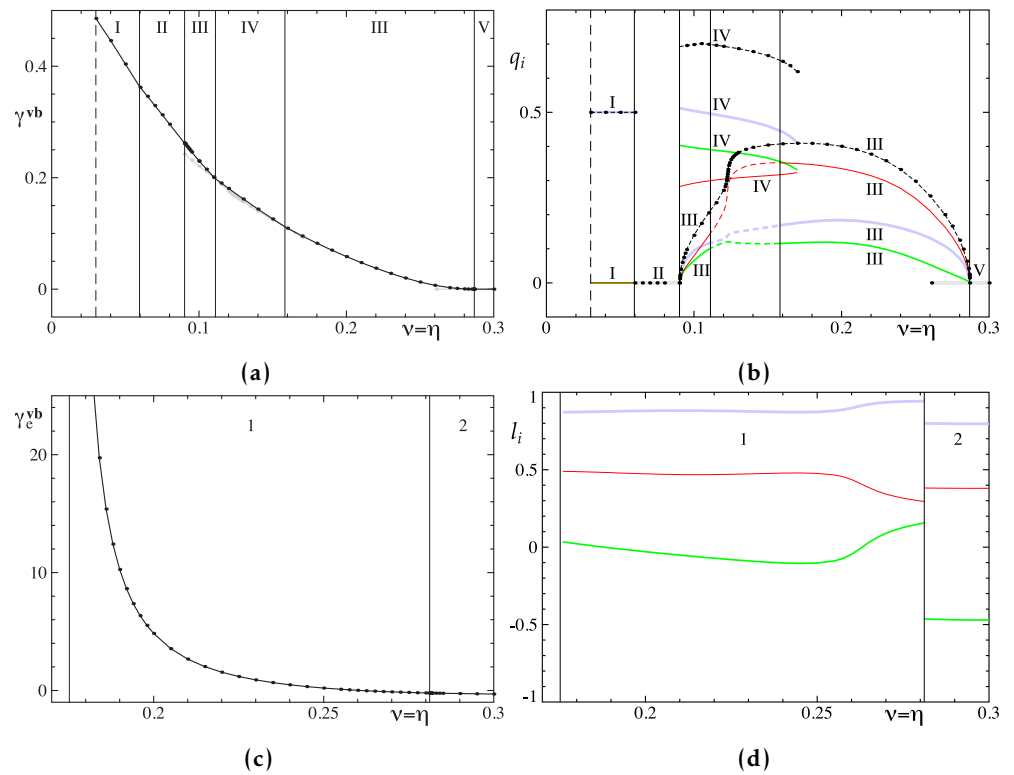 I II III IV III V
0.4
γ^vb
0.2
0
0 0.1 0.2 ν=η 0.3
(a)
IV
q_i
I IV
0.5
IV III
IV III
III III
I II III V
0
0 0.1 0.2 ν=η 0.3
(b)
γ_e^vb
1 2
20
10
0
0.2 0.25 ν=η 0.3
(c)
1
l_i
1 2
0.5
0
-0.5
-1
0.2 0.25 ν=η 0.3
(d)